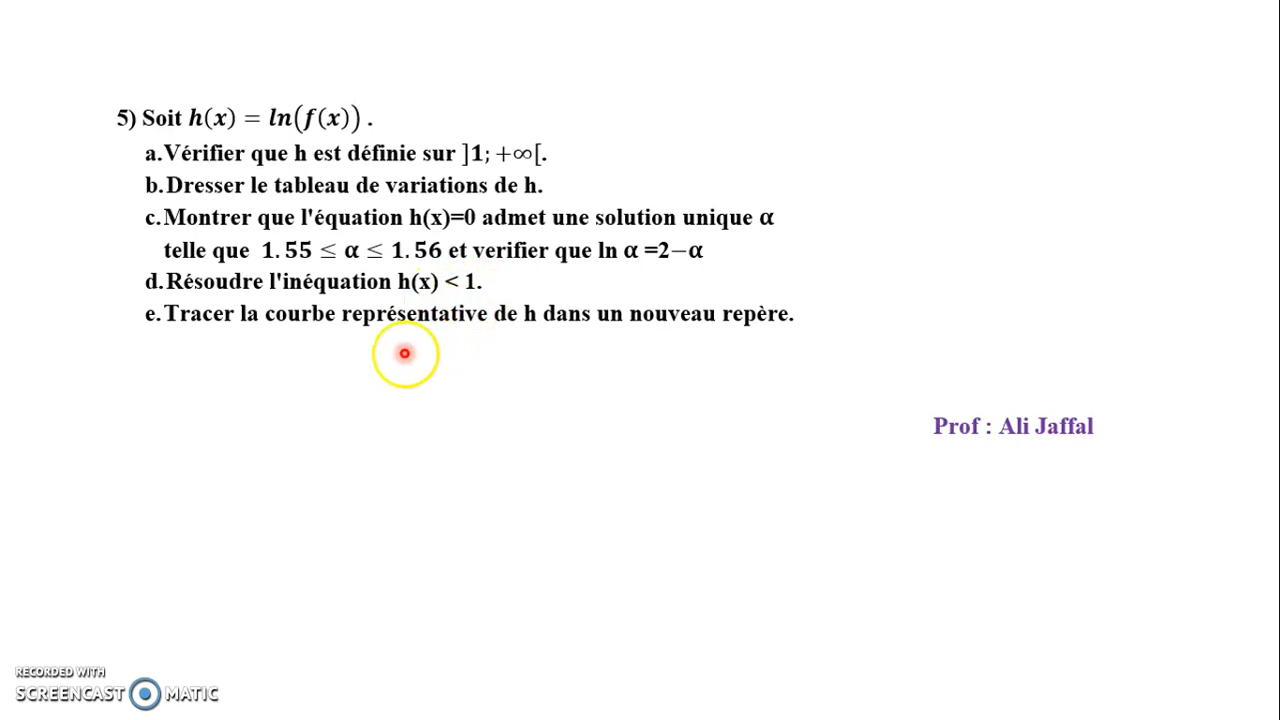 5) Soit h(x) = ln(f(x)) .
a.Vérifier que h est définie sur ]1; +∞[.
b.Dresser le tableau de variations de h.
c.Montrer que l'équation h(x)=0 admet une solution unique α
telle que 1. 55 ≤ α ≤ 1. 56 et verifier que ln α =2−α
d.Résoudre l'inéquation h(x) < 1.
e.Tracer la courbe représentative de h dans un nouveau repère.
Prof : Ali Jaffal
RECORDED WITH
SCREENCAST MATIC